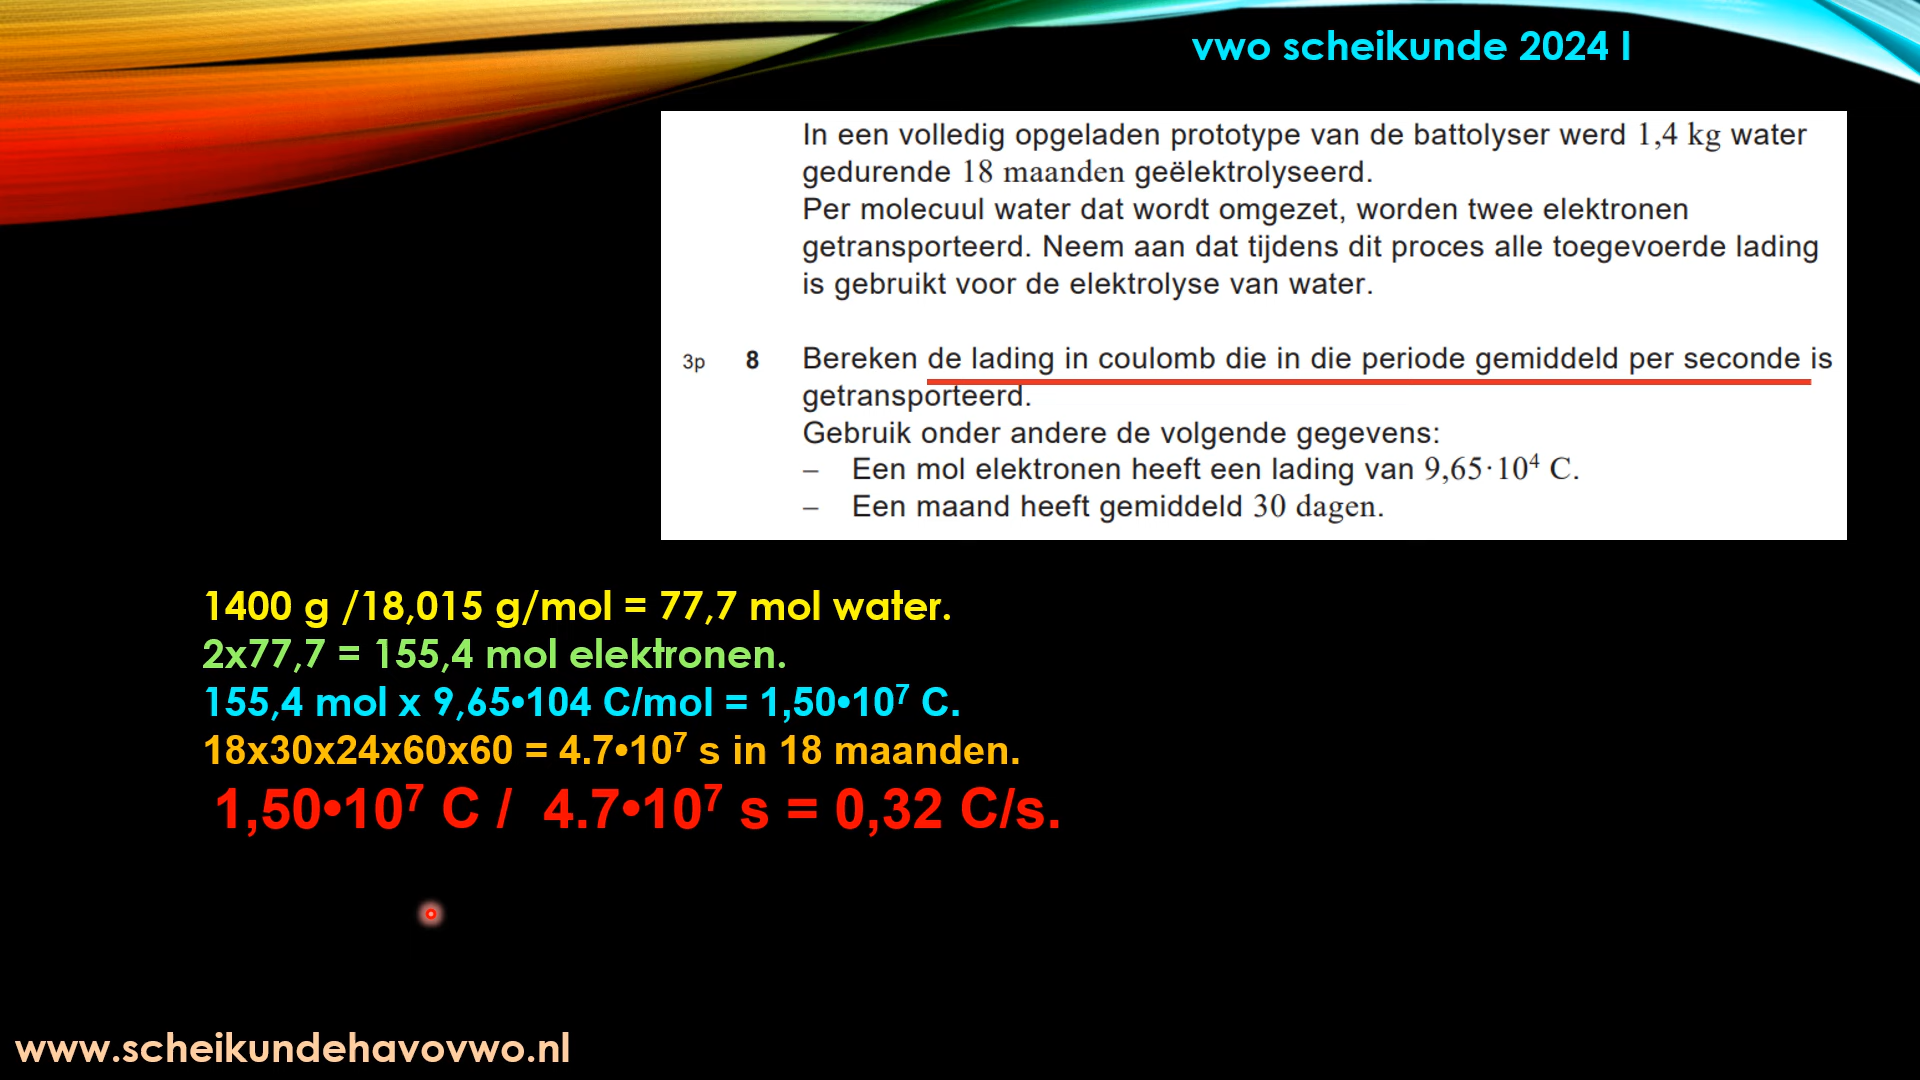 vwo scheikunde 2024 I
In een volledig opgeladen prototype van de battolyser werd 1,4 kg water
gedurende 18 maanden geëlektrolyseerd.
Per molecuul water dat wordt omgezet, worden twee elektronen
getransporteerd. Neem aan dat tijdens dit proces alle toegevoerde lading
is gebruikt voor de elektrolyse van water.
3p 8 Bereken de lading in coulomb die in die periode gemiddeld per seconde is
getransporteerd.
Gebruik onder andere de volgende gegevens:
– Een mol elektronen heeft een lading van 9,65·10⁴ C.
– Een maand heeft gemiddeld 30 dagen.
1400 g /18,015 g/mol = 77,7 mol water.
2x77,7 = 155,4 mol elektronen.
155,4 mol x 9,65•104 C/mol = 1,50•10⁷ C.
18x30x24x60x60 = 4.7•10⁷ s in 18 maanden.
1,50•10⁷ C / 4.7•10⁷ s = 0,32 C/s.
www.scheikundehavovwo.nl